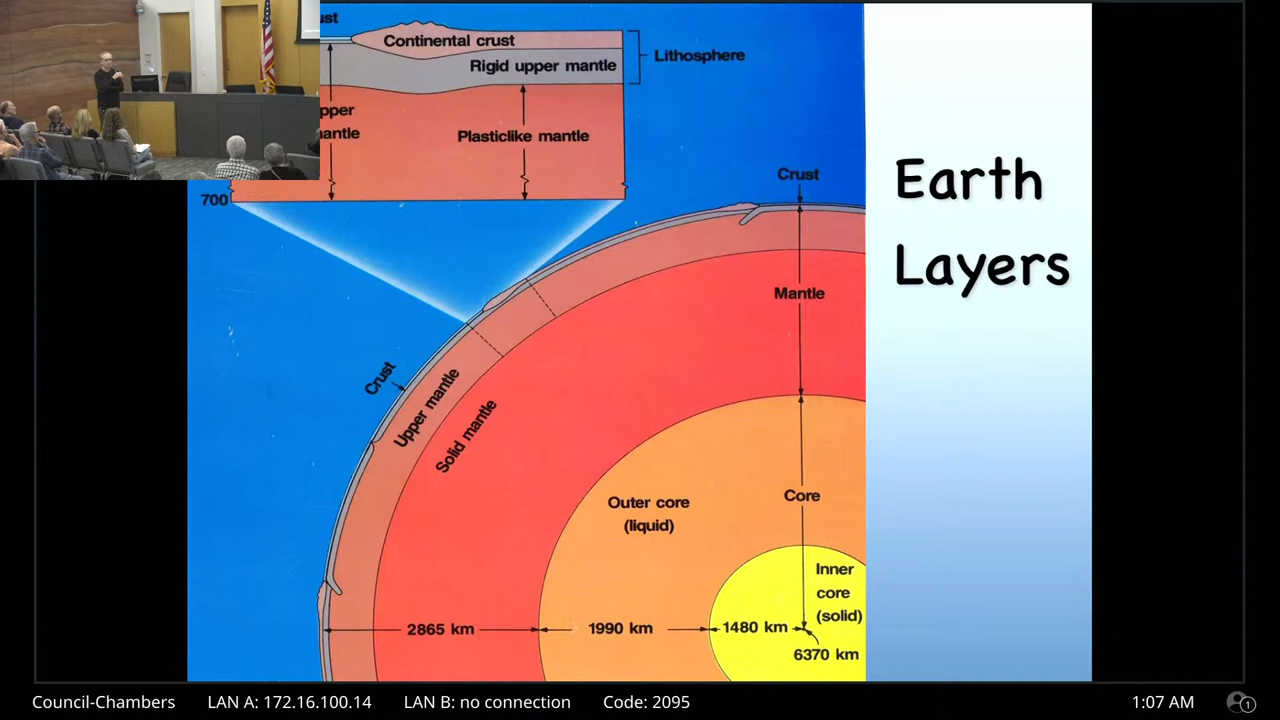 ust
Continental crust
Lithosphere
Rigid upper mantle
pper
antle
Plasticlike mantle
700
Crust
Earth
Layers
Mantle
Crust
Upper mantle
Solid mantle
Core
Outer core
(liquid)
Inner
core
(solid)
2865 km
1990 km
1480 km
6370 km
Council-Chambers
LAN A: 172.16.100.14
LAN B: no connection
Code: 2095
1:07 AM
1